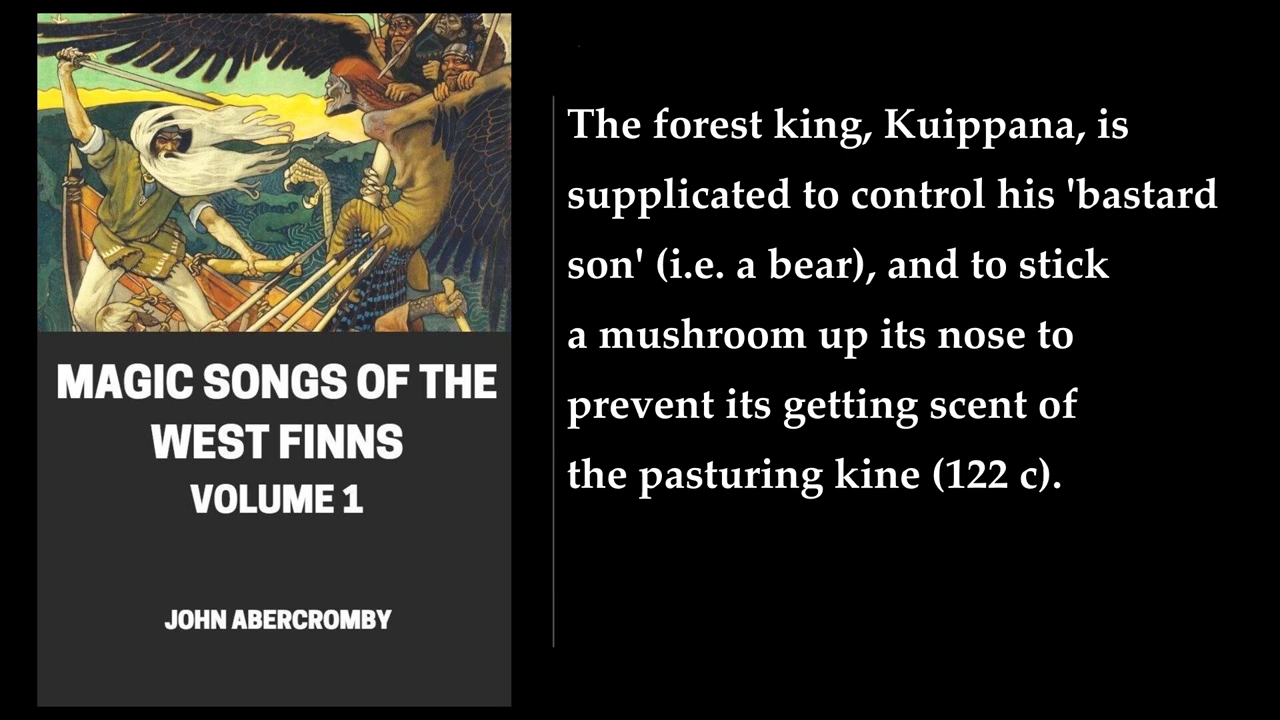 MAGIC SONGS OF THE
WEST FINNS
VOLUME 1
JOHN ABERCROMBY
The forest king, Kuippana, is
supplicated to control his 'bastard
son' (i.e. a bear), and to stick
a mushroom up its nose to
prevent its getting scent of
the pasturing kine (122 c).